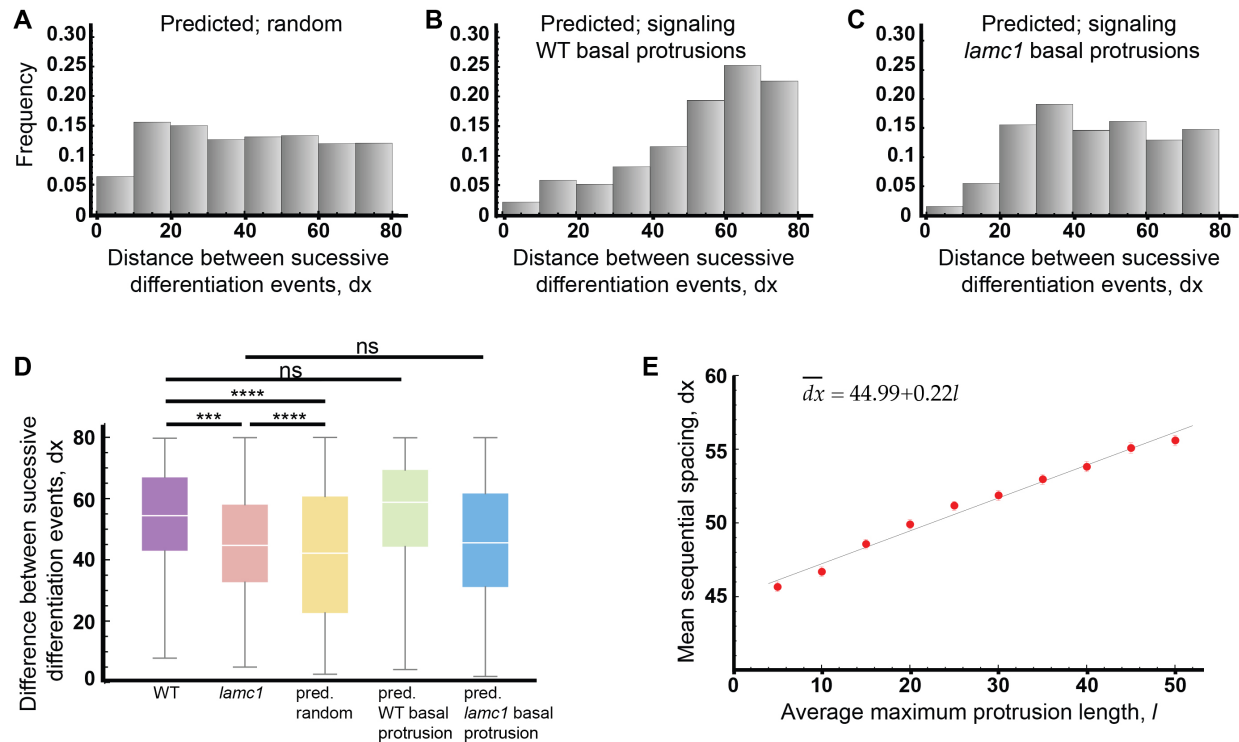 A
Predicted; random
0.30
0.25
0.20
0.15
0.1
0.05
0
Frequency
0 20 40 60 80
Distance between sucessive
differentiation events, dx
B
Predicted; signaling
WT basal protrusions
0.30
0.25
0.20
0.15
0.1
0.05
0
0 20 40 60 80
Distance between sucessive
differentiation events, dx
C
Predicted; signaling
lamc1 basal protrusions
0.30
0.25
0.20
0.15
0.1
0.05
0
0 20 40 60 80
Distance between sucessive
differentiation events, dx
D
ns
ns
****
*** ****
80
60
40
20
0
Difference between sucessive
differentiation events, dx
WT
lamc1
pred.
random
pred.
WT basal
protrusion
pred.
lamc1 basal
protrusion
E
dx = 44.99+0.22l
60
55
50
45
Mean sequential spacing, dx
0 10 20 30 40 50
Average maximum protrusion length, l